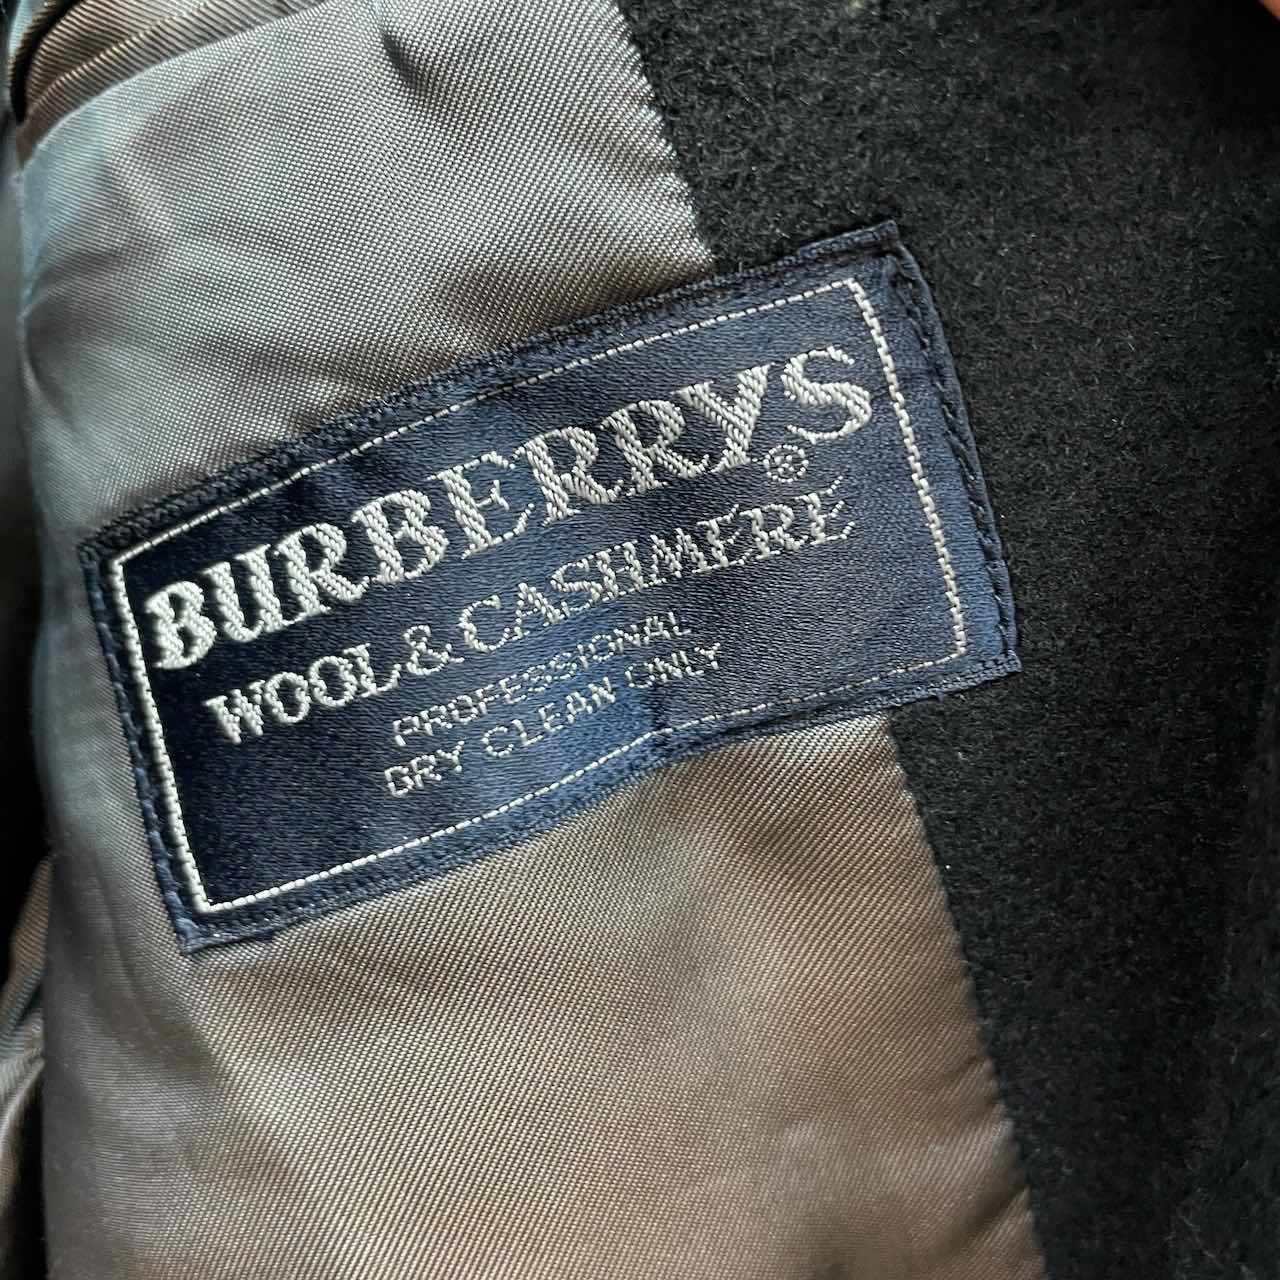 BURBERRYS®
WOOL & CASHMERE
PROFESSIONAL
DRY CLEAN ONLY